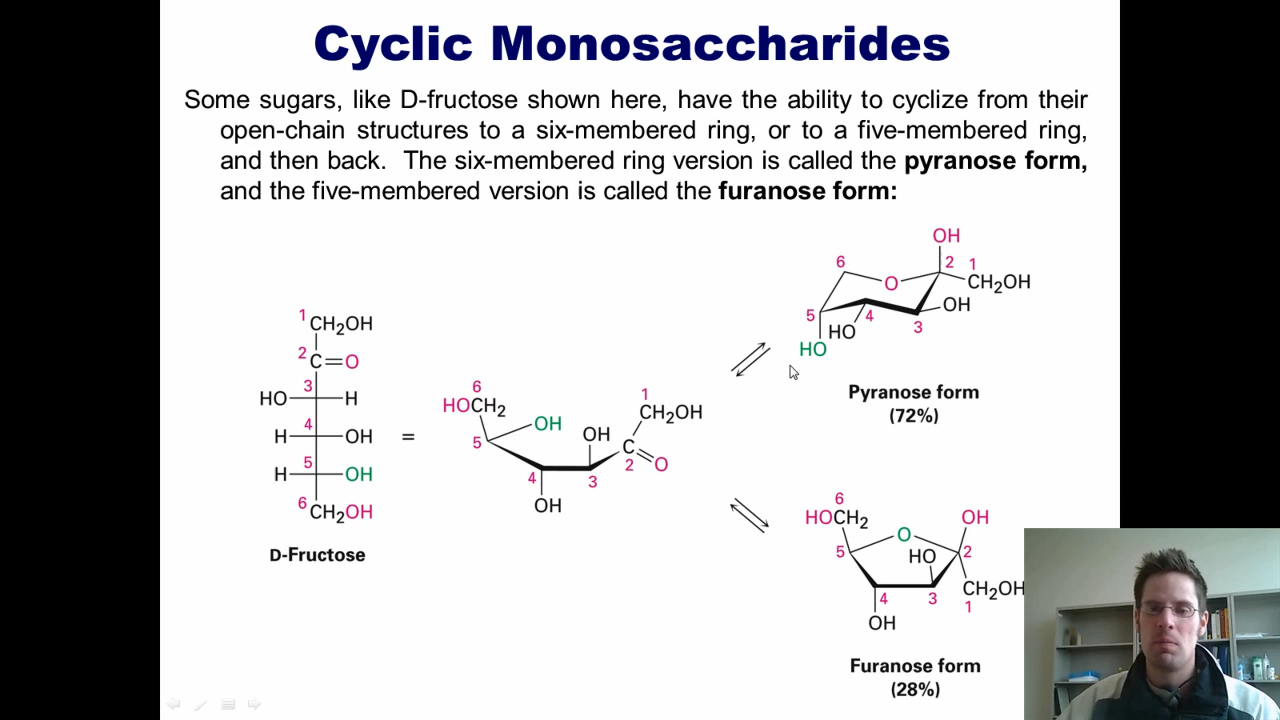 Cyclic Monosaccharides
Some sugars, like D-fructose shown here, have the ability to cyclize from their
open-chain structures to a six-membered ring, or to a five-membered ring,
and then back. The six-membered ring version is called the pyranose form,
and the five-membered version is called the furanose form:
1 CH₂OH
2 C=O
3 HO H
4 H OH
5 H OH
6 CH₂OH
D-Fructose
=
6 1
HOCH₂ CH₂OH
OH OH
5 C
2 O
4 3
OH
OH
6 2 1
O CH₂OH
OH
5 4 3
HO
HO
Pyranose form
(72%)
6
HOCH₂ OH
O
5 HO 2
CH₂OH
4 3 1
OH
Furanose form
(28%)